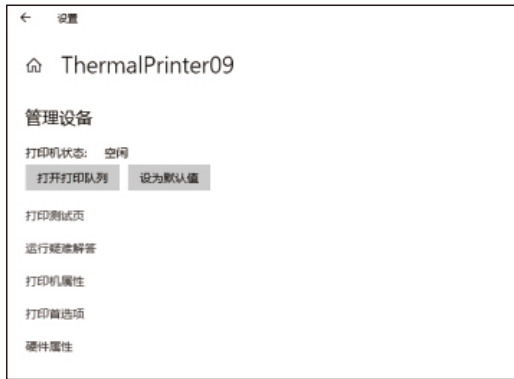 设置
ThermalPrinter09
管理设备
打印机状态: 空闲
打开打印队列 设为默认值
打印测试页
运行疑难解答
打印机属性
打印首选项
硬件属性